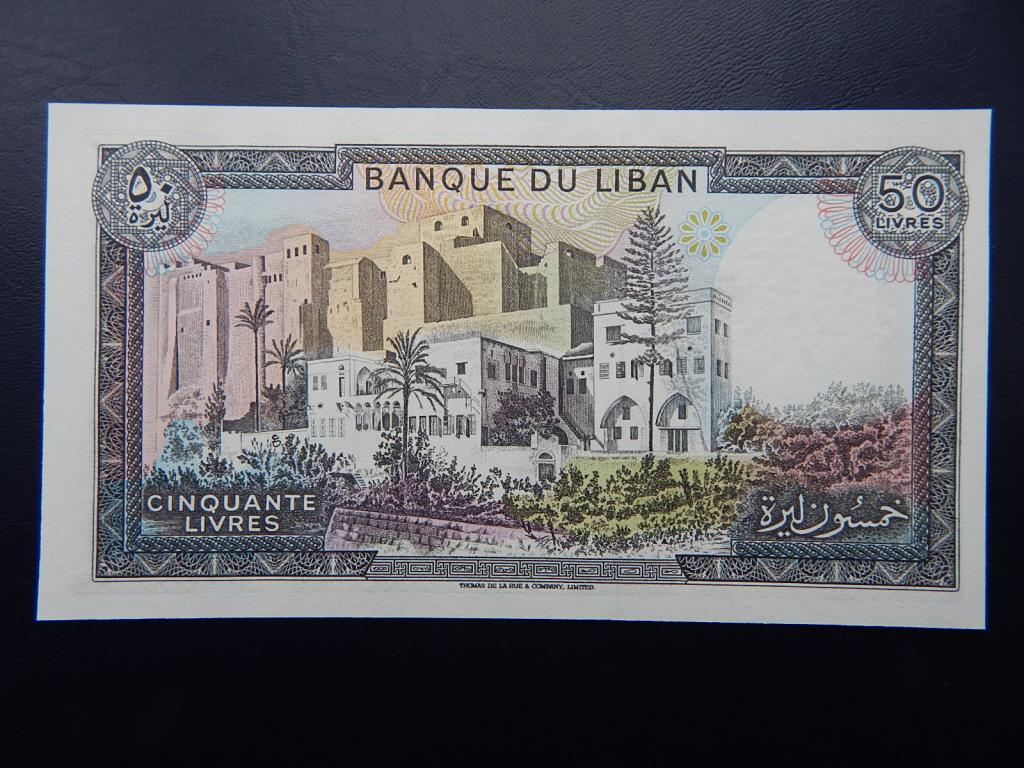 BANQUE DU LIBAN
٥٠
ليرة
50
LIVRES
CINQUANTE
LIVRES
خمسون ليرة
THOMAS DE LA RUE & COMPANY, LIMITED.